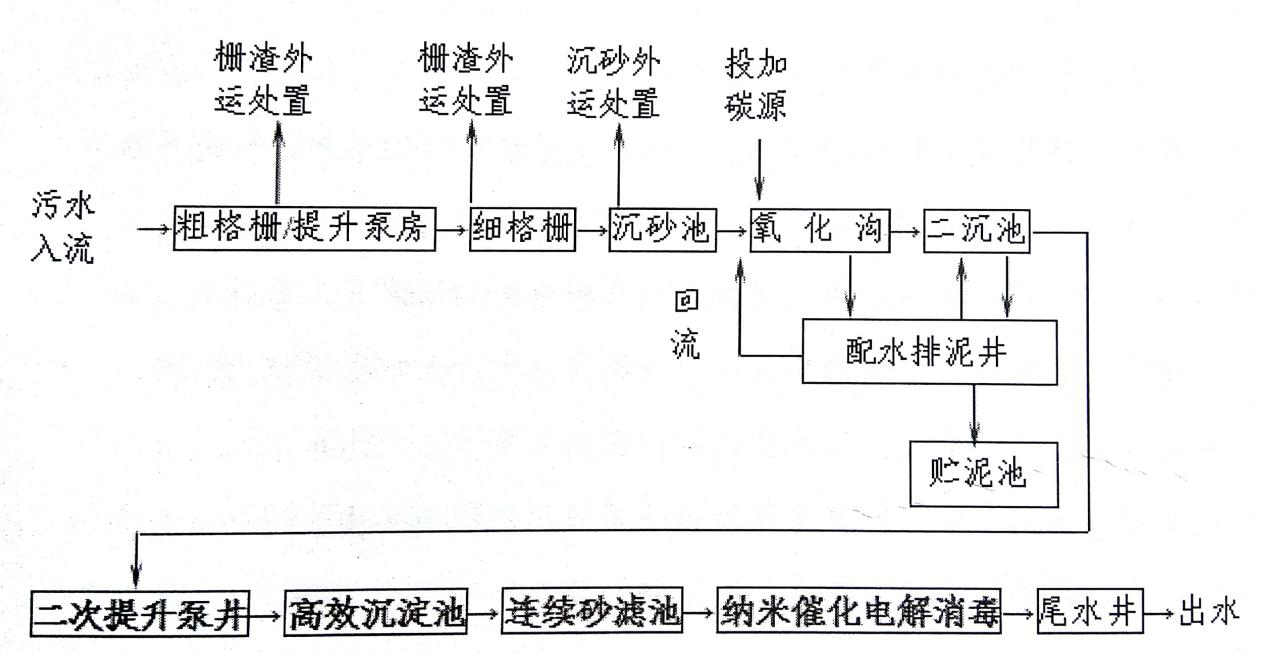 栅渣外
运处置
栅渣外
运处置
沉砂外
运处置
投加
碳源
污水
入流
粗格栅/提升泵房
细格栅
沉砂池
氧化沟
二沉池
回
流
配水排泥井
贮泥池
二次提升泵井
高效沉淀池
连续砂滤池
纳米催化电解消毒
尾水井
出水